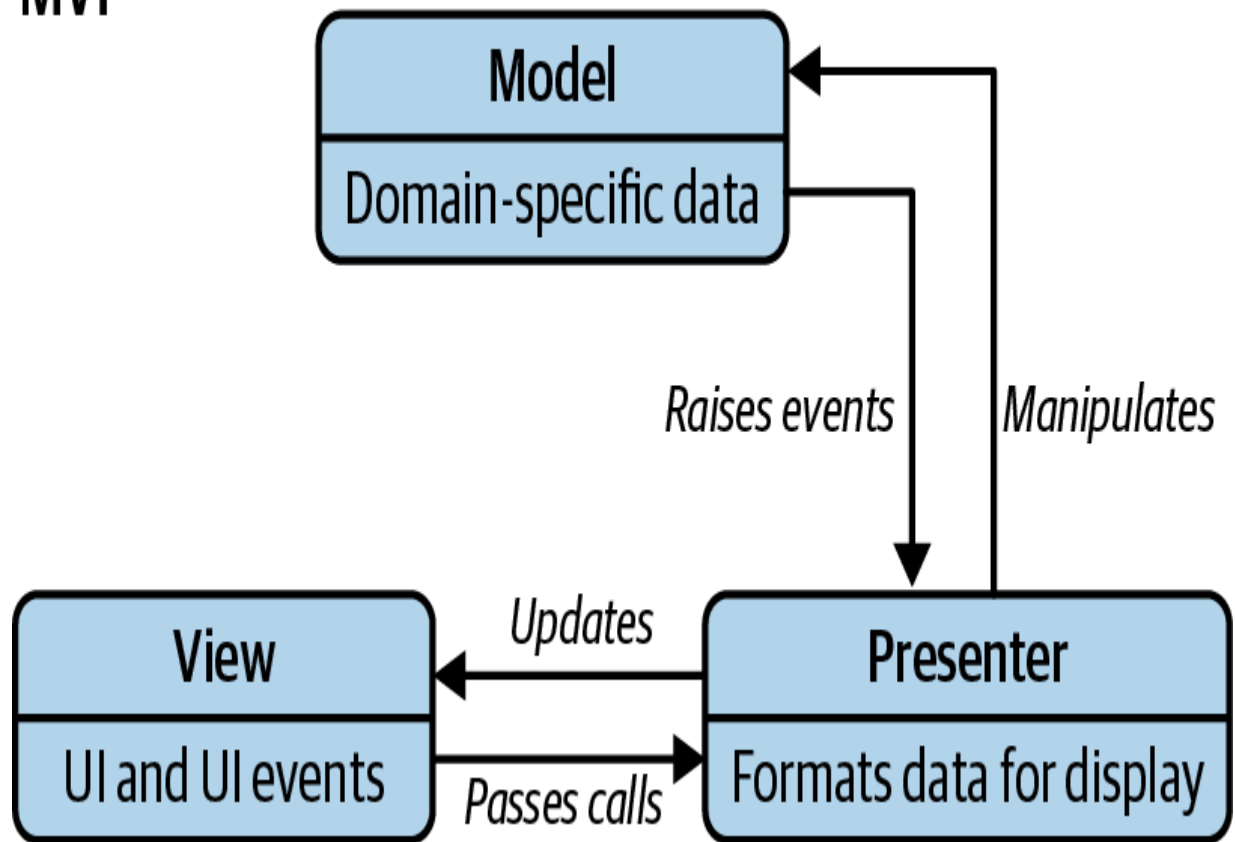 MVP
Model
Domain-specific data
Raises events
Manipulates
Updates
View
Presenter
UI and UI events
Passes calls
Formats data for display